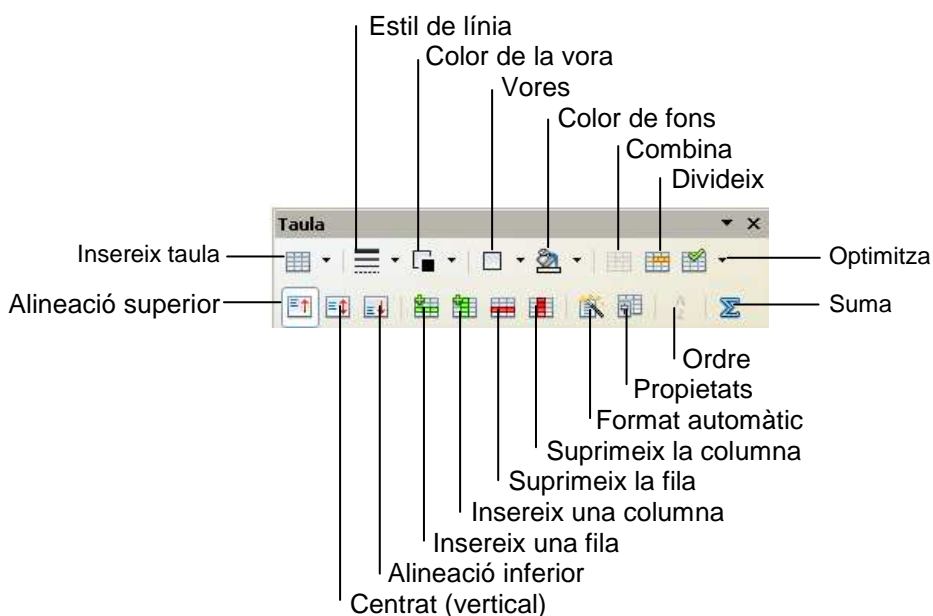 Estil de línia
Color de la vora
Vores
Color de fons
Combina
Divideix
Taula
Insereix taula
Optimitza
Alineació superior
Suma
Ordre
Propietats
Format automàtic
Suprimeix la columna
Suprimeix la fila
Insereix una columna
Insereix una fila
Alineació inferior
Centrat (vertical)